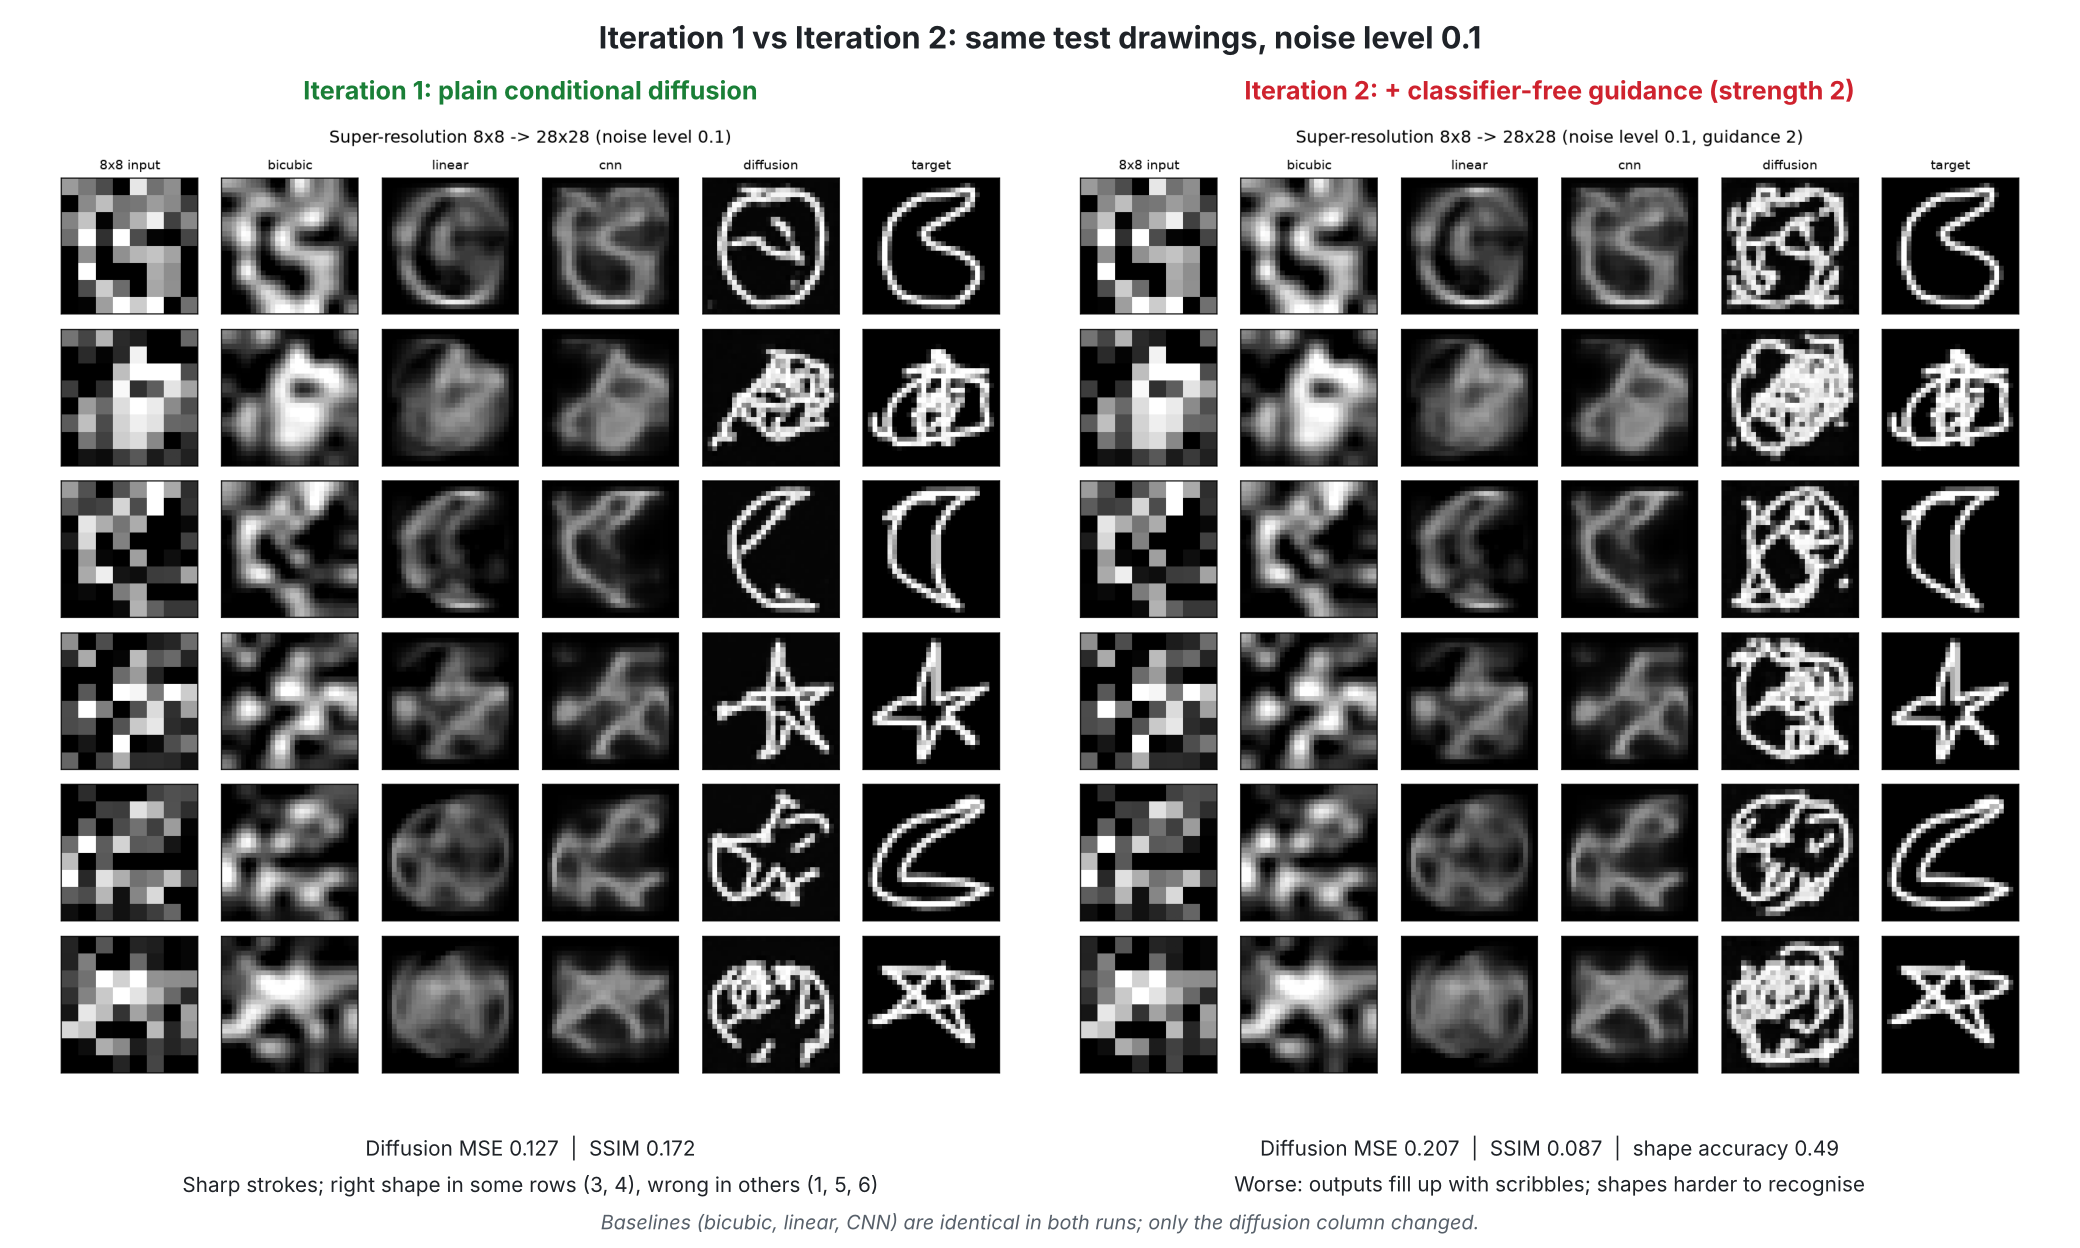 Iteration 1 vs Iteration 2: same test drawings, noise level 0.1
Iteration 1: plain conditional diffusion
Super-resolution 8x8 -> 28x28 (noise level 0.1)
8x8 input bicubic linear cnn diffusion target
Diffusion MSE 0.127 | SSIM 0.172
Sharp strokes; right shape in some rows (3, 4), wrong in others (1, 5, 6)
Iteration 2: + classifier-free guidance (strength 2)
Super-resolution 8x8 -> 28x28 (noise level 0.1, guidance 2)
8x8 input bicubic linear cnn diffusion target
Diffusion MSE 0.207 | SSIM 0.087 | shape accuracy 0.49
Worse: outputs fill up with scribbles; shapes harder to recognise
Baselines (bicubic, linear, CNN) are identical in both runs; only the diffusion column changed.